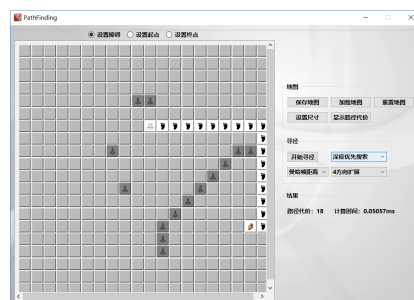 PathFinding
设置障碍 设置起点 设置终点
地图
保存地图 加载地图 重置地图
设置尺寸 显示路径代价
寻径
开始寻径 深度优先搜索
曼哈顿距离 4方向扩展
结果
路径代价：18 计算时间：0.05057ms